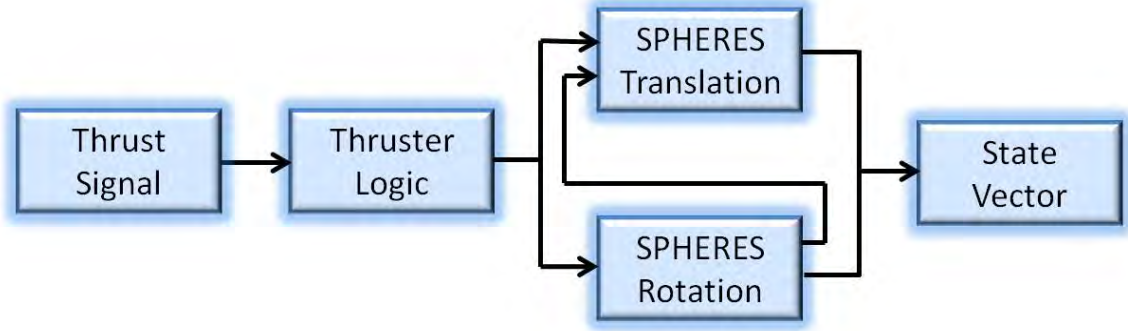 Thrust
Signal
Thruster
Logic
SPHERES
Translation
SPHERES
Rotation
State
Vector